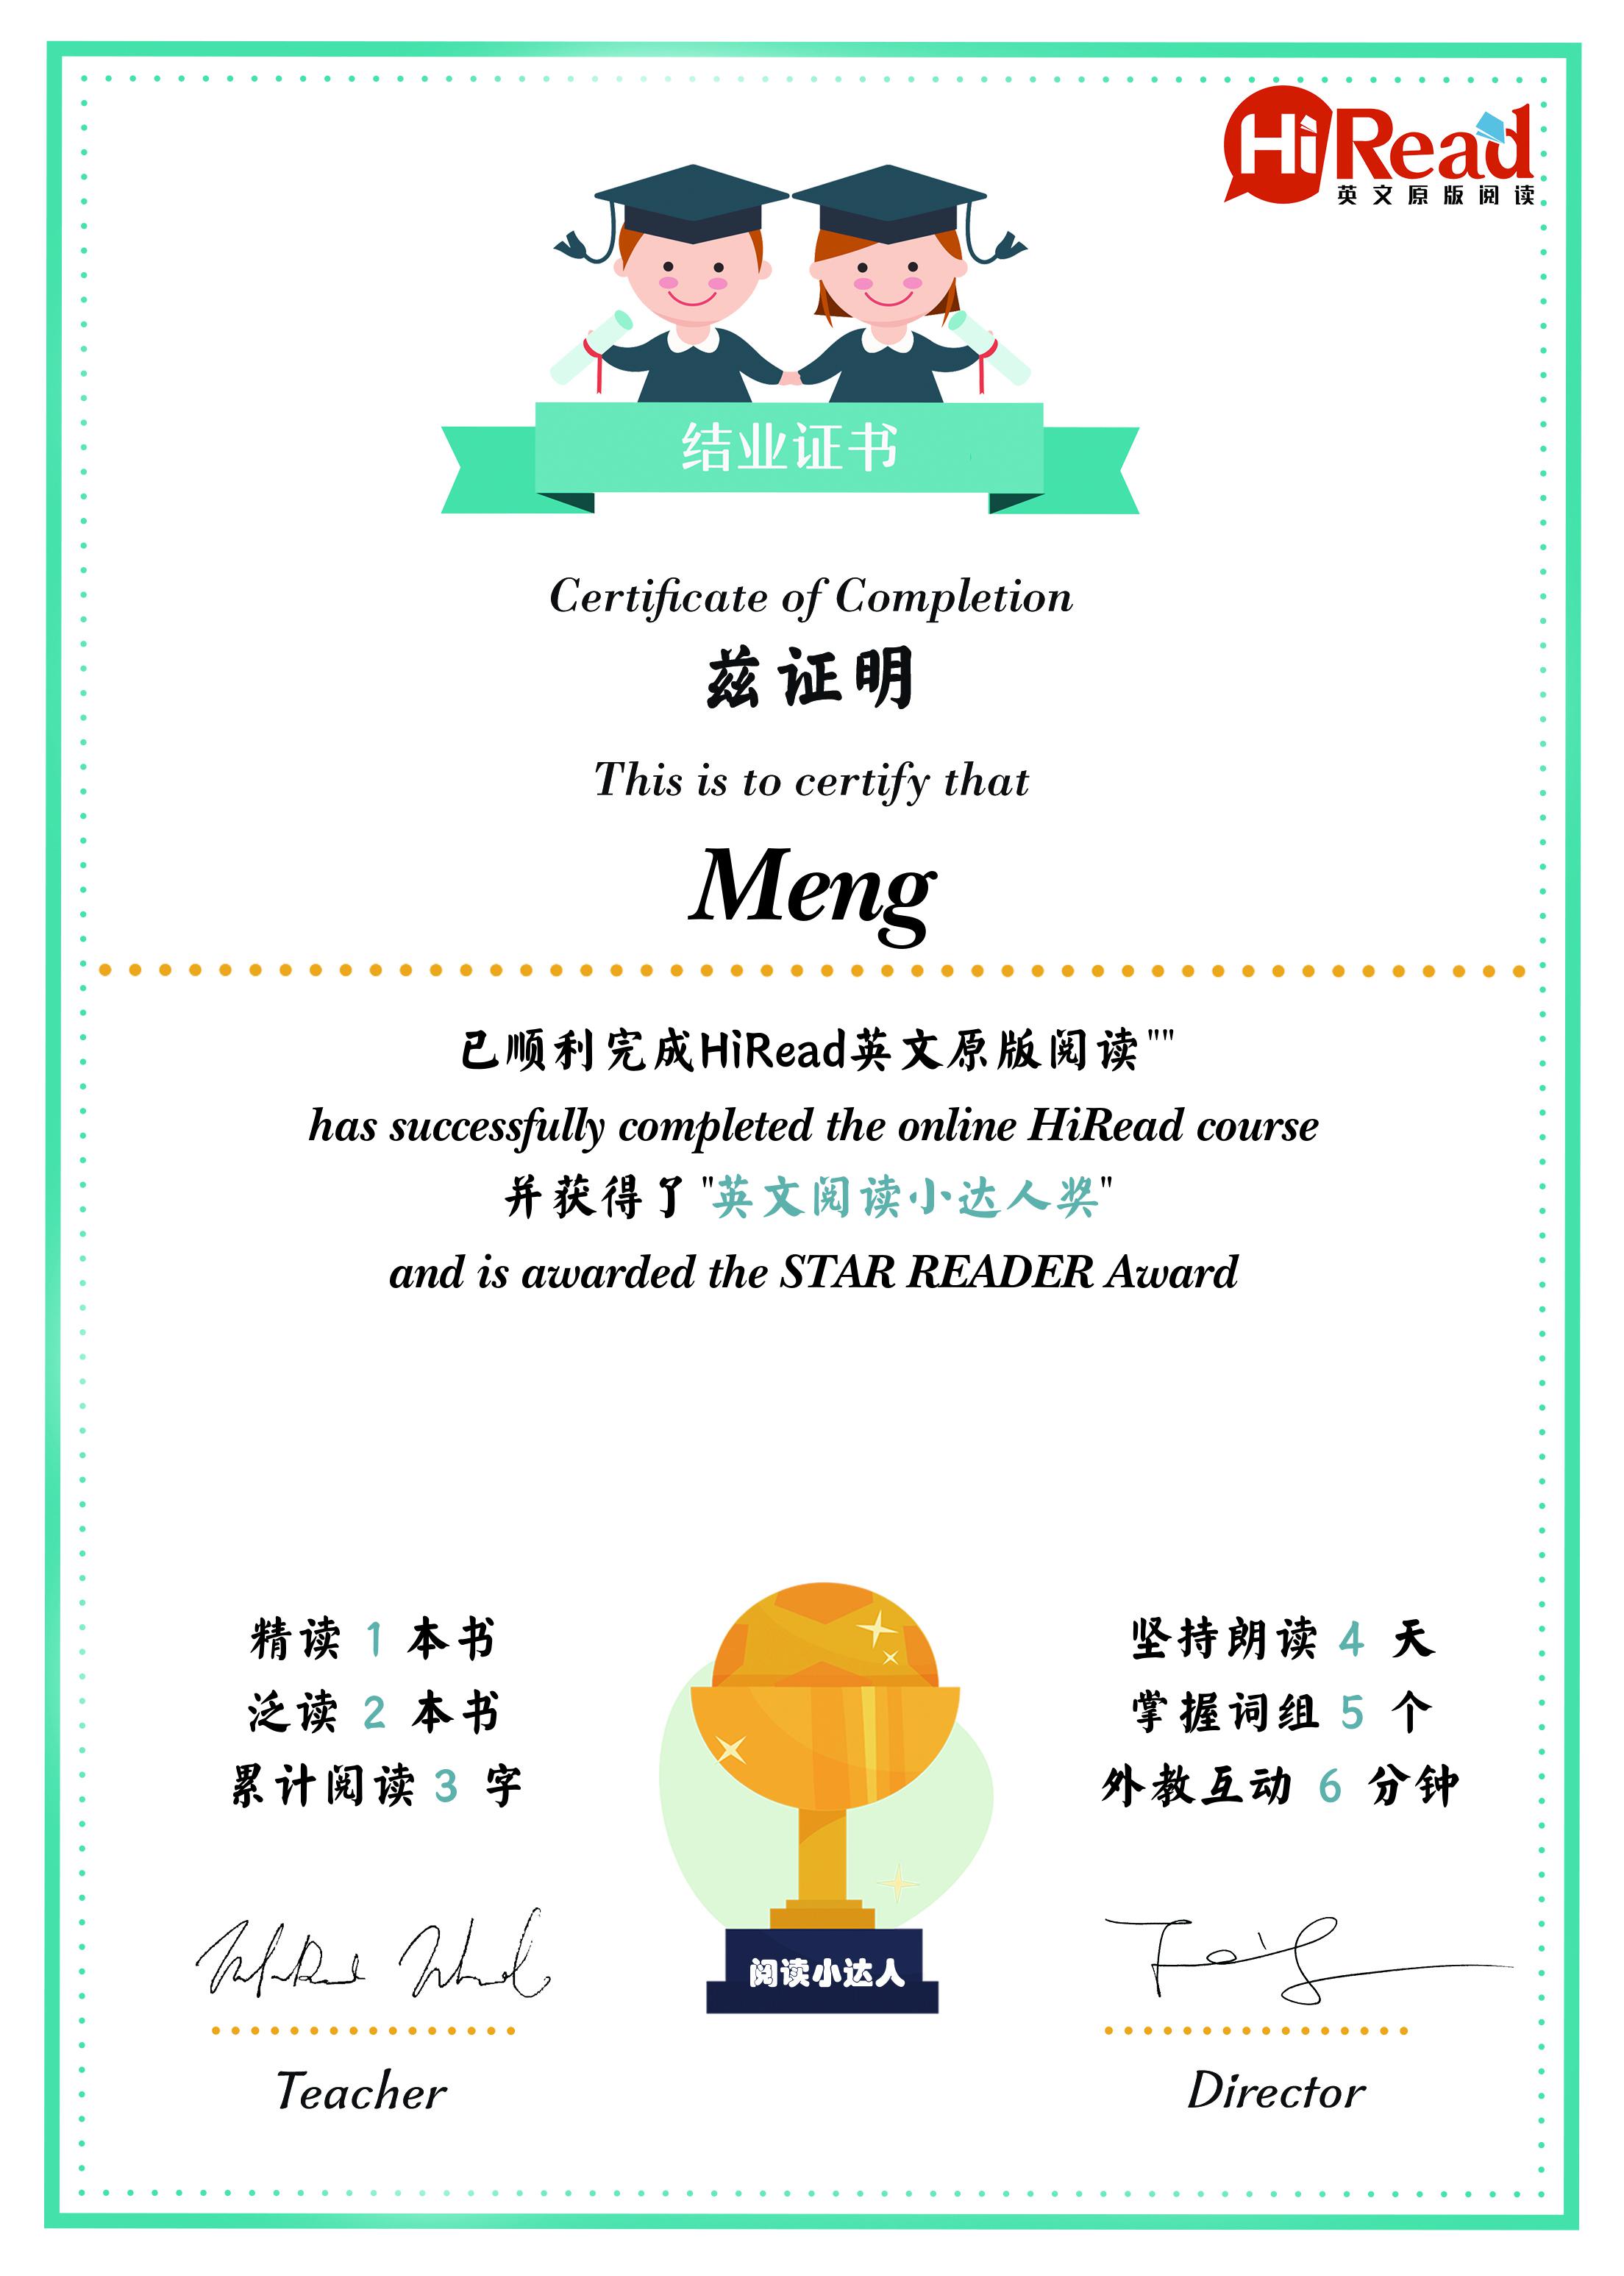 HiRead
英文原版阅读
结业证书
Certificate of Completion
兹证明
This is to certify that
Meng
已顺利完成HiRead英文原版阅读""
has successfully completed the online HiRead course
并获得了"英文阅读小达人奖"
and is awarded the STAR READER Award
精读 1 本书
泛读 2 本书
累计阅读 3 字
坚持朗读 4 天
掌握词组 5 个
外教互动 6 分钟
阅读小达人
Teacher
Director